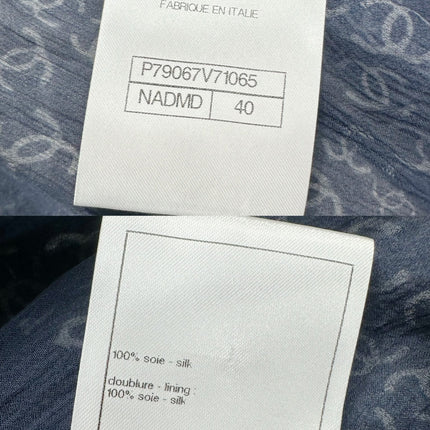 FABRIQUE EN ITALIE
P79067V71065
NADMD 40
100% soie - silk
doublure - lining :
100% soie - silk